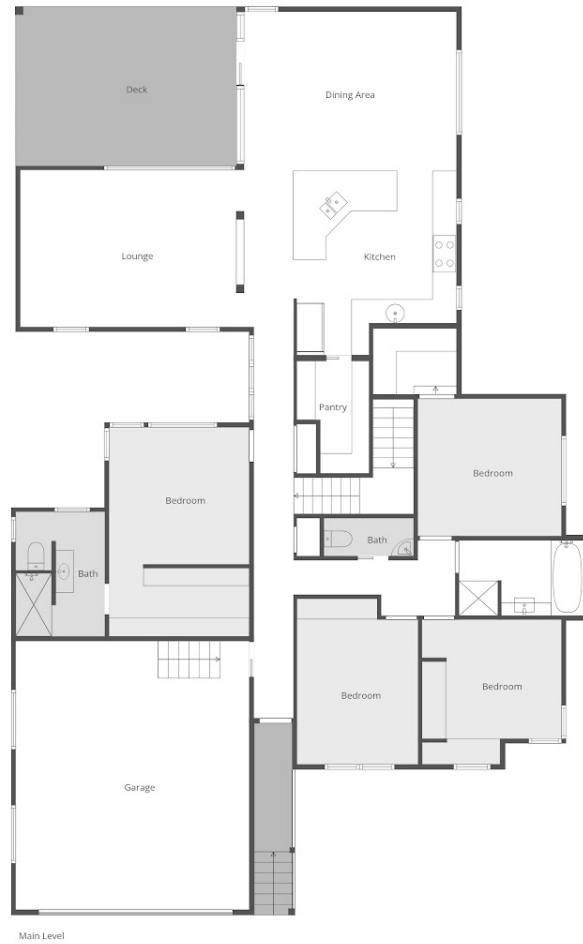 Deck
Dining Area
Lounge
Kitchen
Pantry
Bedroom
Bedroom
Bath
Bath
Bedroom
Bedroom
Garage
Main Level